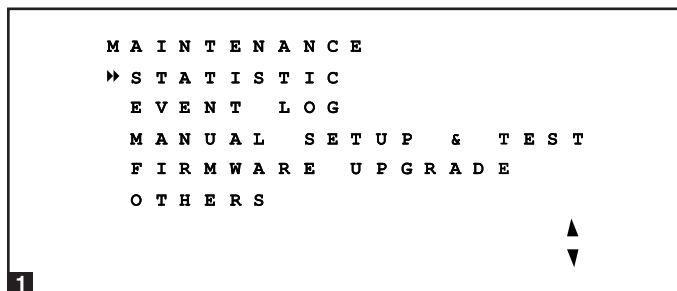 MAINTENANCE
STATISTIC
EVENT LOG
MANUAL SETUP & TEST
FIRMWARE UPGRADE
OTHERS
1